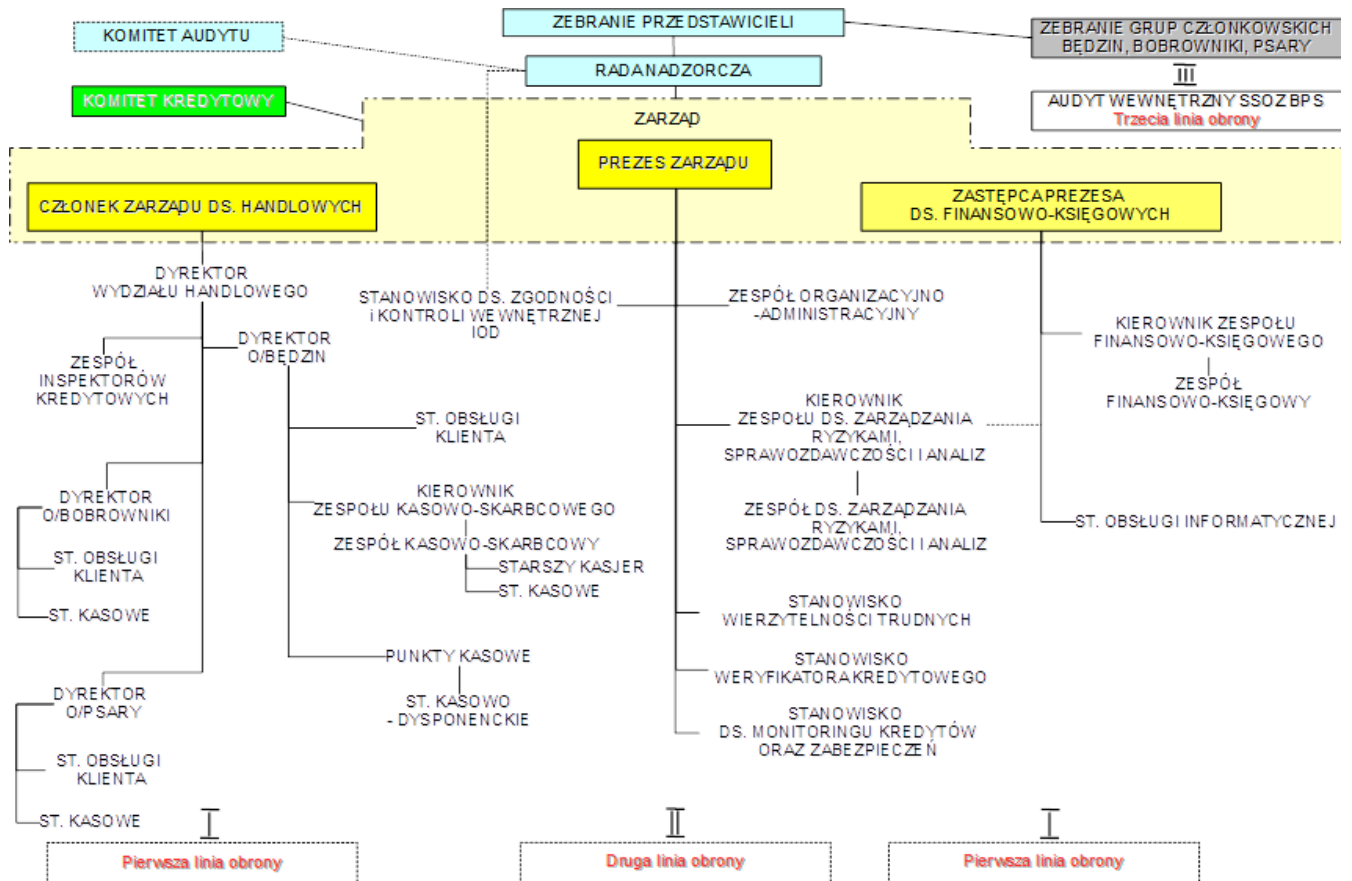 ZEBRANIE PRZEDSTAWICIELI
KOMITET AUDYTU
ZEBRANIE GRUP CZŁONKOWSKICH
BĘDZIN, BOBROWNIKI, PSARY
RADA NADZORCZA
III
KOMITET KREDYTOWY
AUDYT WEWNĘTRZNY SSOZ BPS
Trzecia linia obrony
ZARZĄD
PREZES ZARZĄDU
CZŁONEK ZARZĄDU DS. HANDLOWYCH
ZASTĘPCA PREZESA
DS. FINANSOWO-KSIĘGOWYCH
DYREKTOR
WYDZIAŁU HANDLOWEGO
ZESPÓŁ
INSPEKTORÓW
KREDYTOWYCH
DYREKTOR
O/BĘDZIN
ST. OBSŁUGI
KLIENTA
KIEROWNIK
ZESPOŁU KASOWO-SKARBCOWEGO
ZESPÓŁ KASOWO-SKARBCOWY
STARSZY KASJER
ST. KASOWE
PUNKTY KASOWE
ST. KASOWO
- DYSPONENCKIE
DYREKTOR
O/BOBROWNIKI
ST. OBSŁUGI
KLIENTA
ST. KASOWE
DYREKTOR
O/PSARY
ST. OBSŁUGI
KLIENTA
ST. KASOWE
STANOWISKO DS. ZGODNOŚCI
i KONTROLI WEWNĘTRZNEJ
IOD
ZESPÓŁ ORGANIZACYJNO
-ADMINISTRACYJNY
KIEROWNIK
ZESPOŁU DS. ZARZĄDZANIA
RYZYKAMI,
SPRAWOZDAWCZOŚCI I ANALIZ
ZESPÓŁ DS. ZARZĄDZANIA
RYZYKAMI,
SPRAWOZDAWCZOŚCI I ANALIZ
STANOWISKO
WIERZYTELNOŚCI TRUDNYCH
STANOWISKO
WERYFIKATORA KREDYTOWEGO
STANOWISKO
DS. MONITORINGU KREDYTÓW
ORAZ ZABEZPIECZEŃ
KIEROWNIK ZESPOŁU
FINANSOWO-KSIĘGOWEGO
ZESPÓŁ
FINANSOWO-KSIĘGOWY
ST. OBSŁUGI INFORMATYCZNEJ
I
Pierwsza linia obrony
II
Druga linia obrony
I
Pierwsza linia obrony